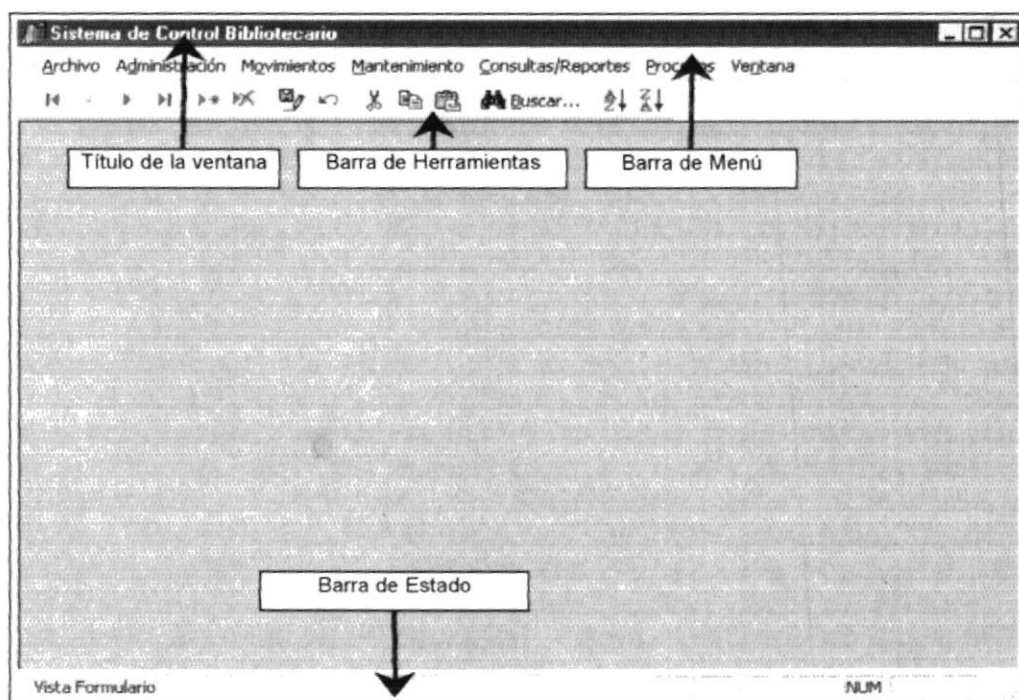 Sistema de Control Bibliotecario
Archivo Administración Movimientos Mantenimiento Consultas/Reportes Procesos Ventana
Buscar...
Título de la ventana
Barra de Herramientas
Barra de Menú
Barra de Estado
Vista Formulario
NUM